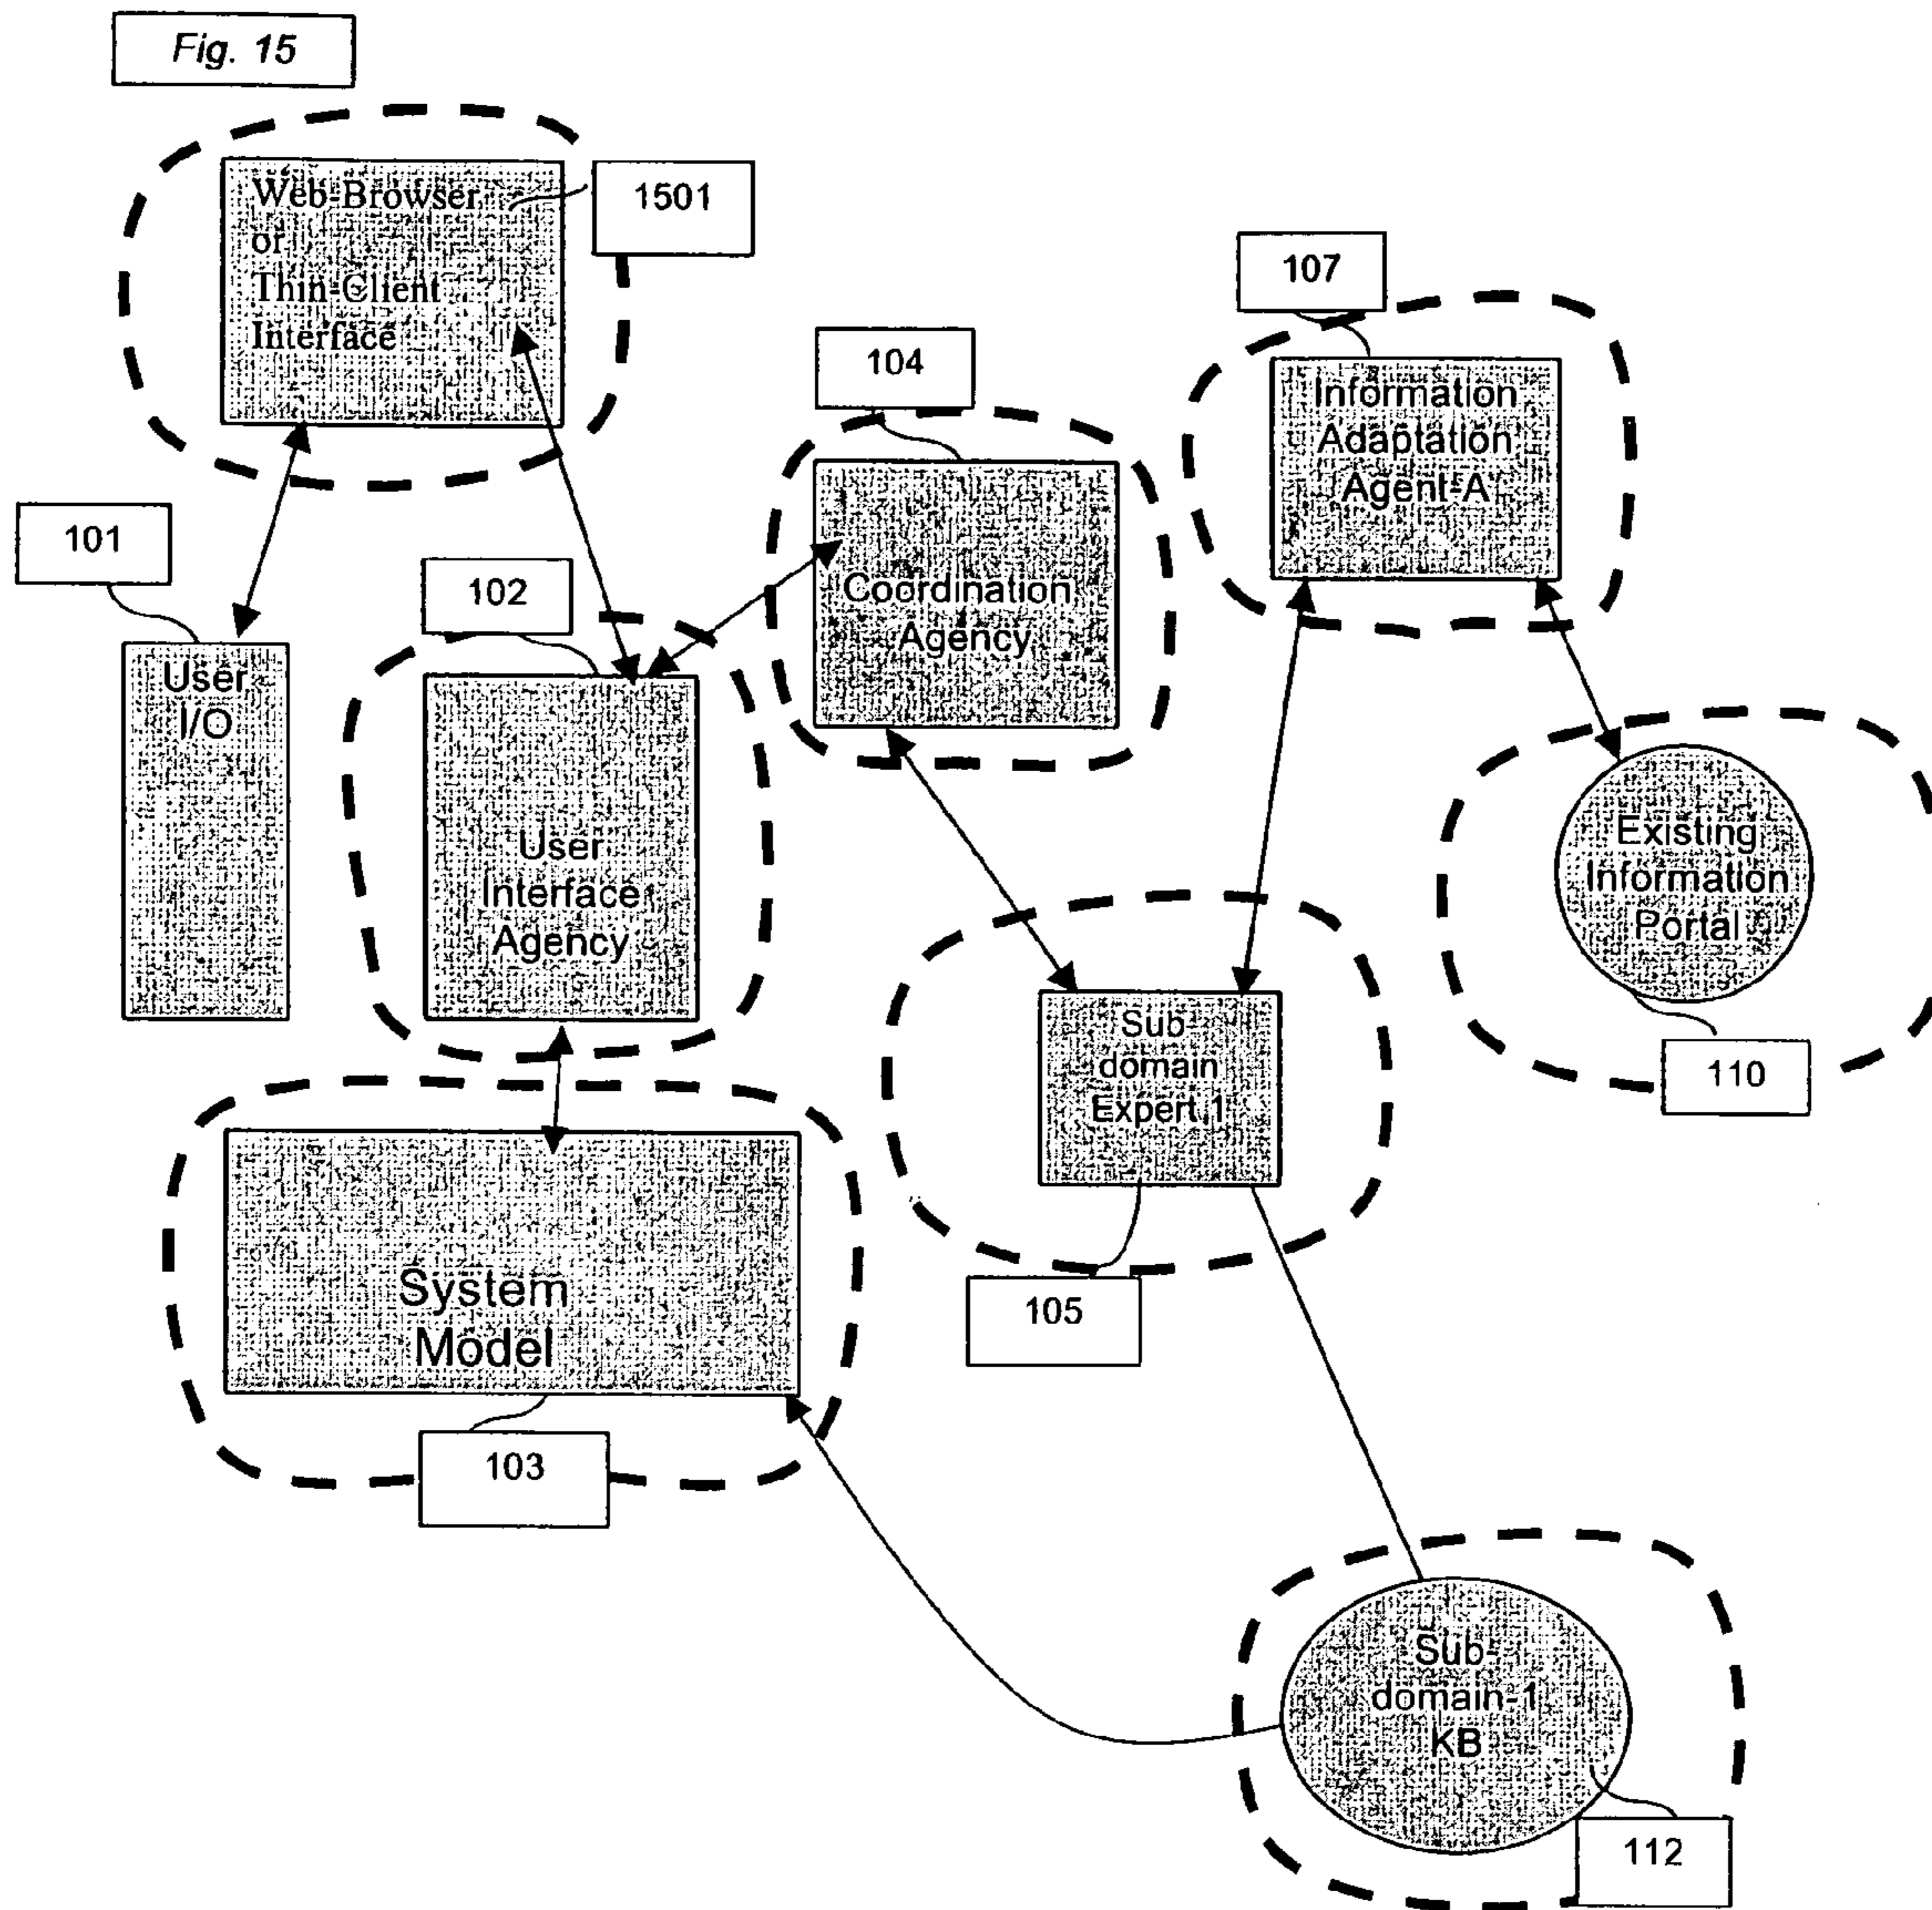 Fig. 15
Web-Browser
or
Thin-Client
Interface
1501
107
Information
Adaptation
Agent-A
104
Coordination
Agency
101
User
I/O
102
User
Interface
Agency
Existing
Information
Portal
110
Sub-
domain
Expert 1
105
System
Model
103
Sub-
domain-1
KB
112